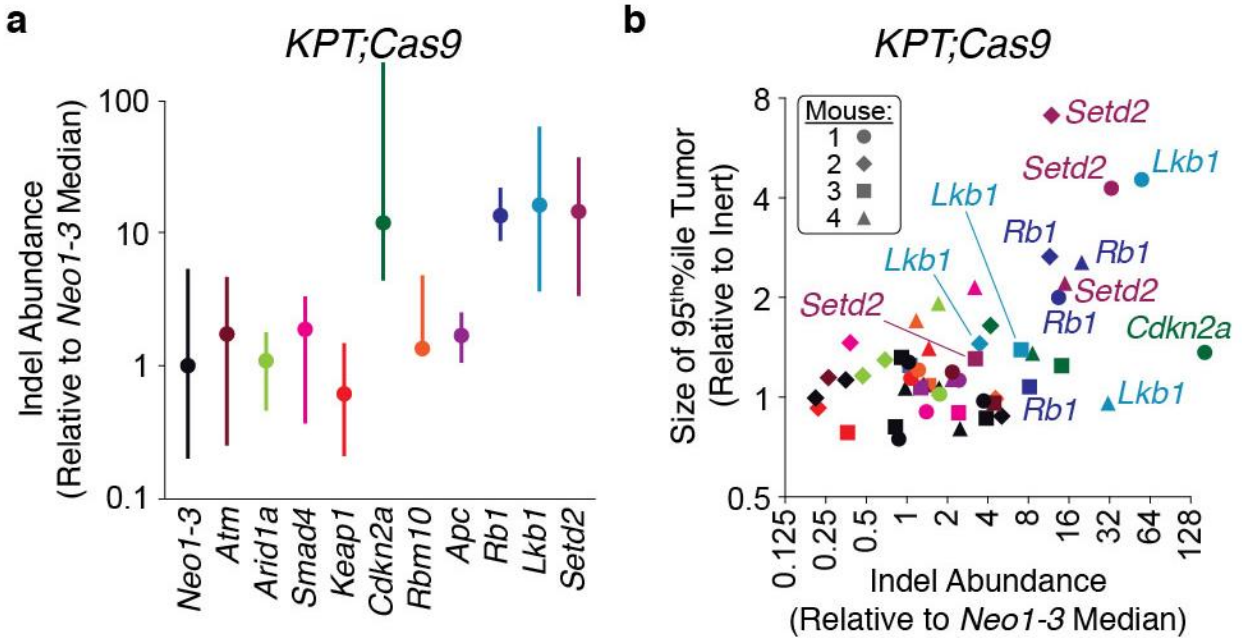 a
KPT;Cas9
Indel Abundance
(Relative to Neo1-3 Median)
100
10
1
0.1
Neo1-3
Atm
Arid1a
Smad4
Keap1
Cdkn2a
Rbm10
Apc
Rb1
Lkb1
Setd2
b
KPT;Cas9
Size of 95thº%ile Tumor
(Relative to Inert)
8
4
2
1
0.5
Mouse:
1
2
3
4
Setd2
Setd2
Lkb1
Lkb1
Rb1
Rb1
Lkb1
Setd2
Setd2
Rb1
Cdkn2a
Rb1
Lkb1
0.125
0.25
0.5
1
2
4
8
16
32
64
128
Indel Abundance
(Relative to Neo1-3 Median)